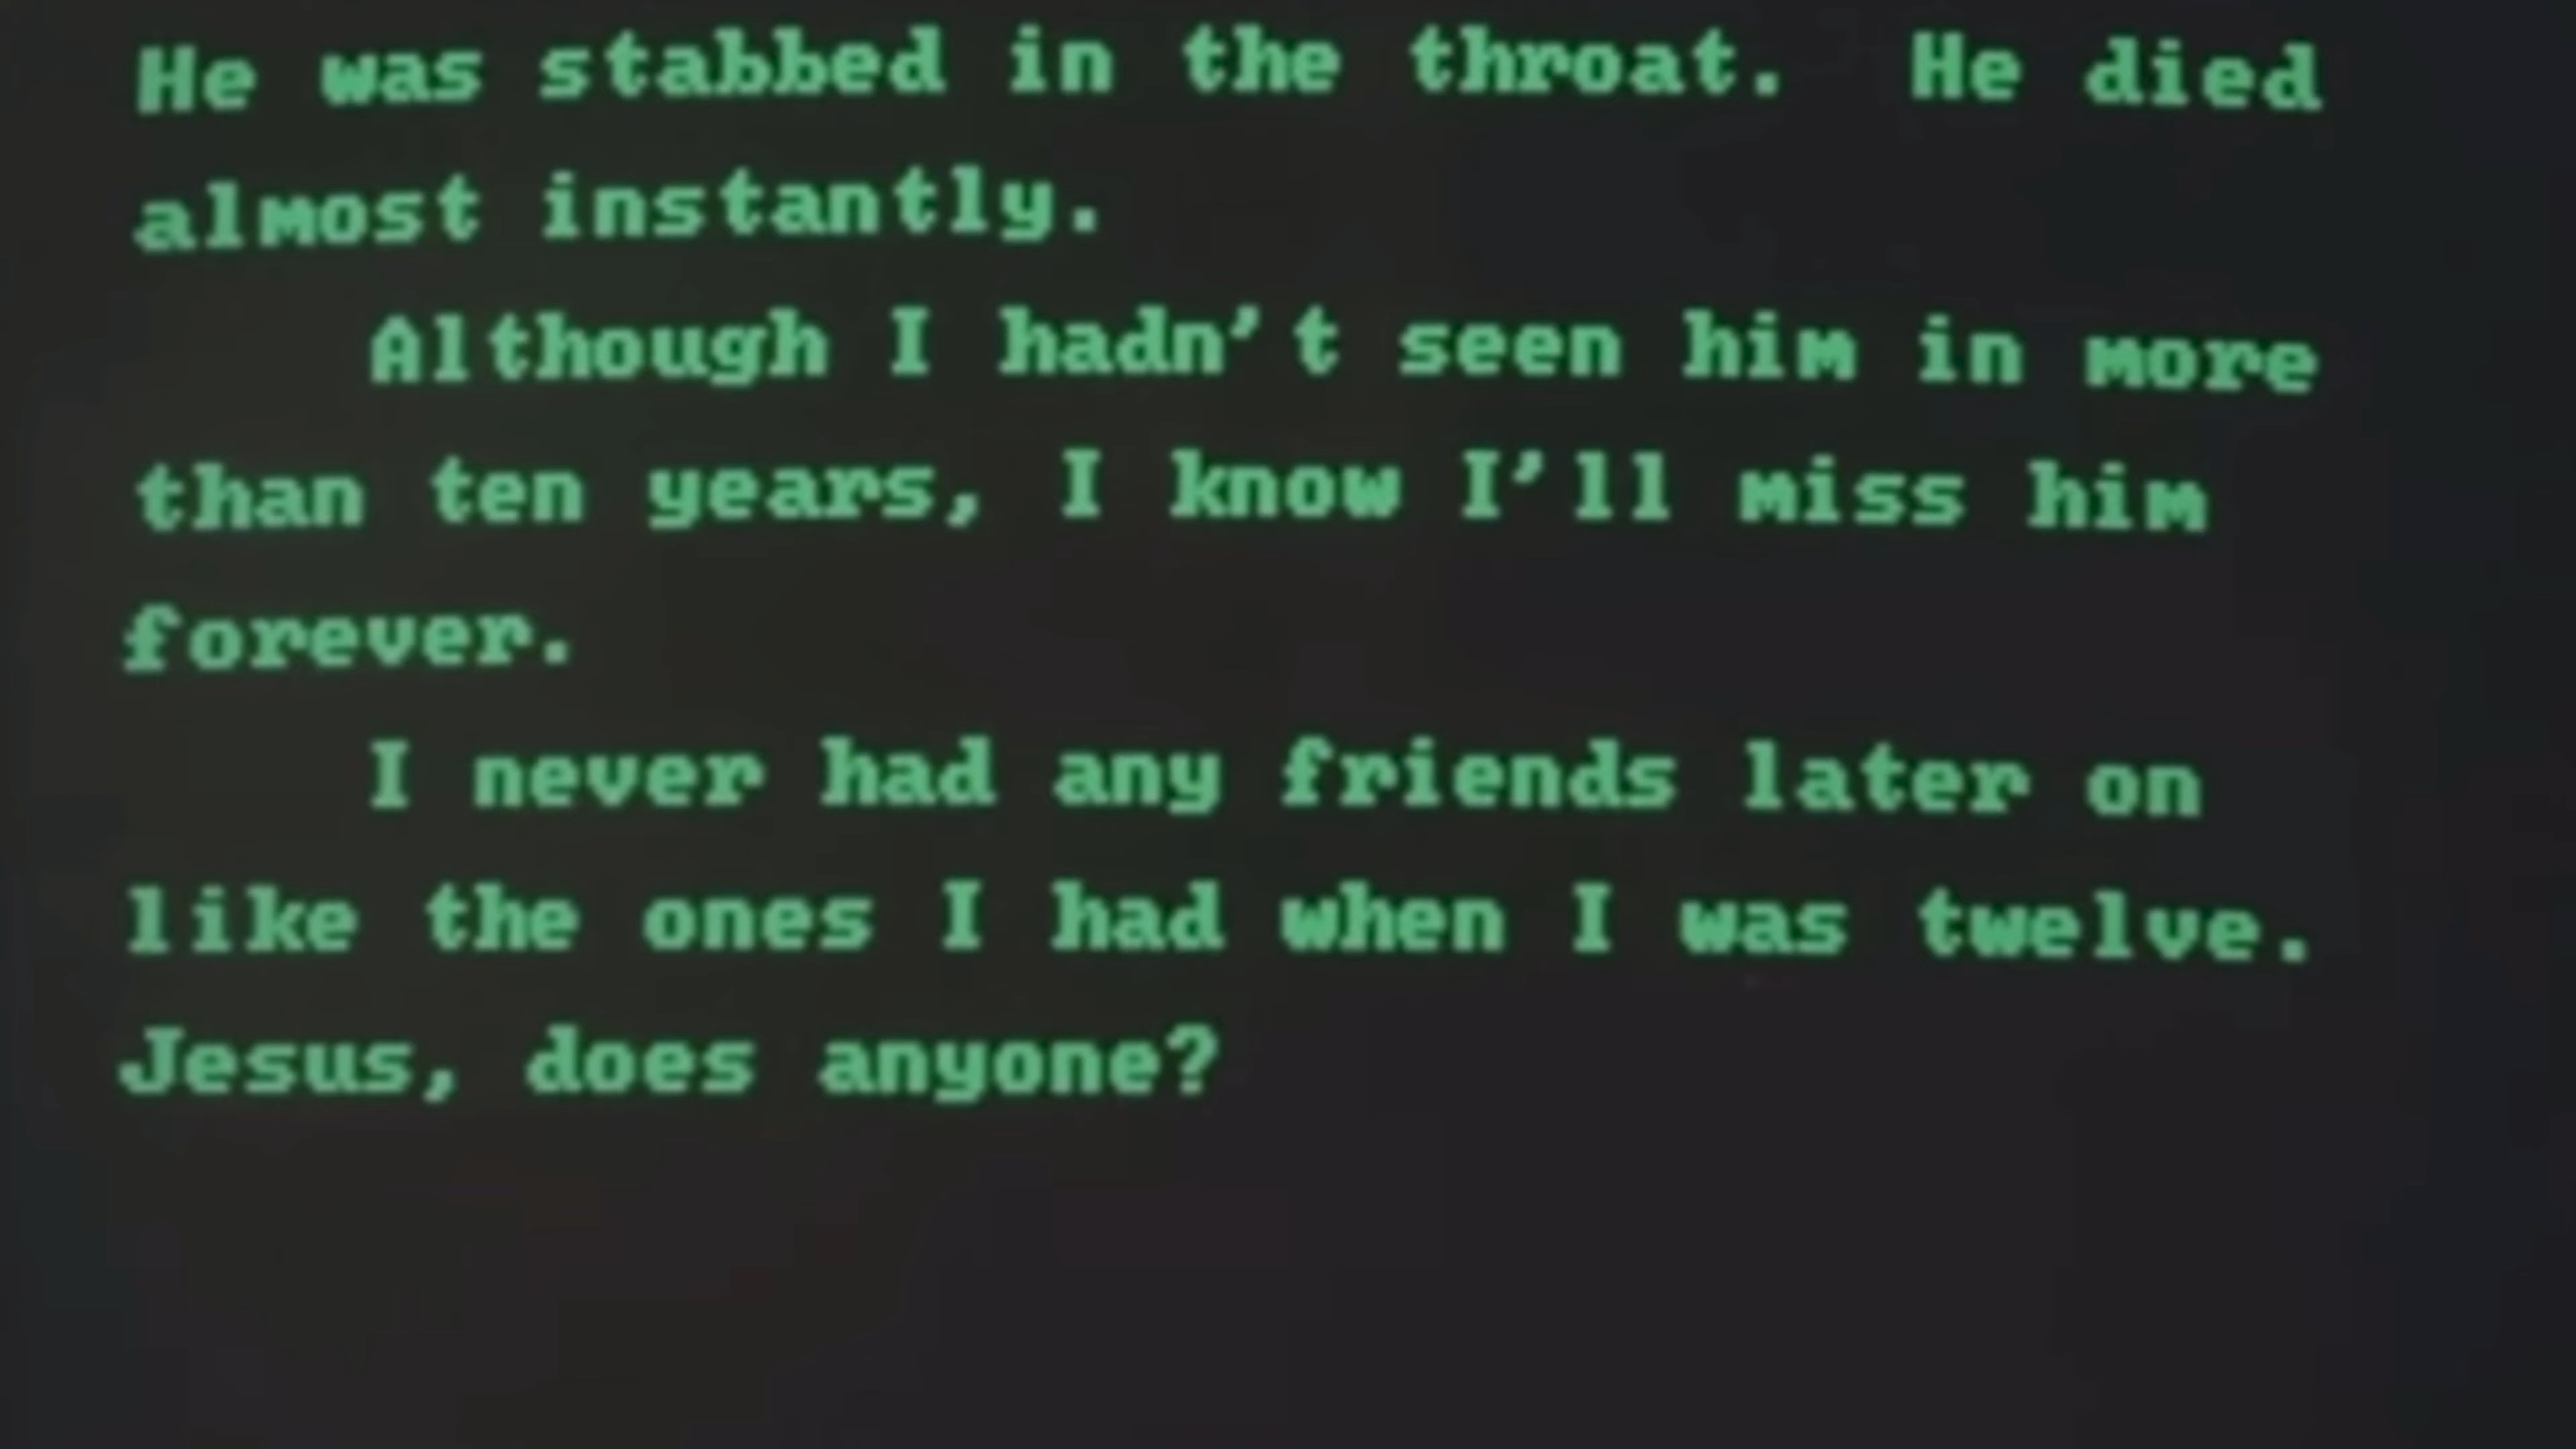 He was stabbed in the throat. He died
almost instantly.
Although I hadn't seen him in more
than ten years, I know I'll miss him
forever.
I never had any friends later on
like the ones I had when I was twelve.
Jesus, does anyone?